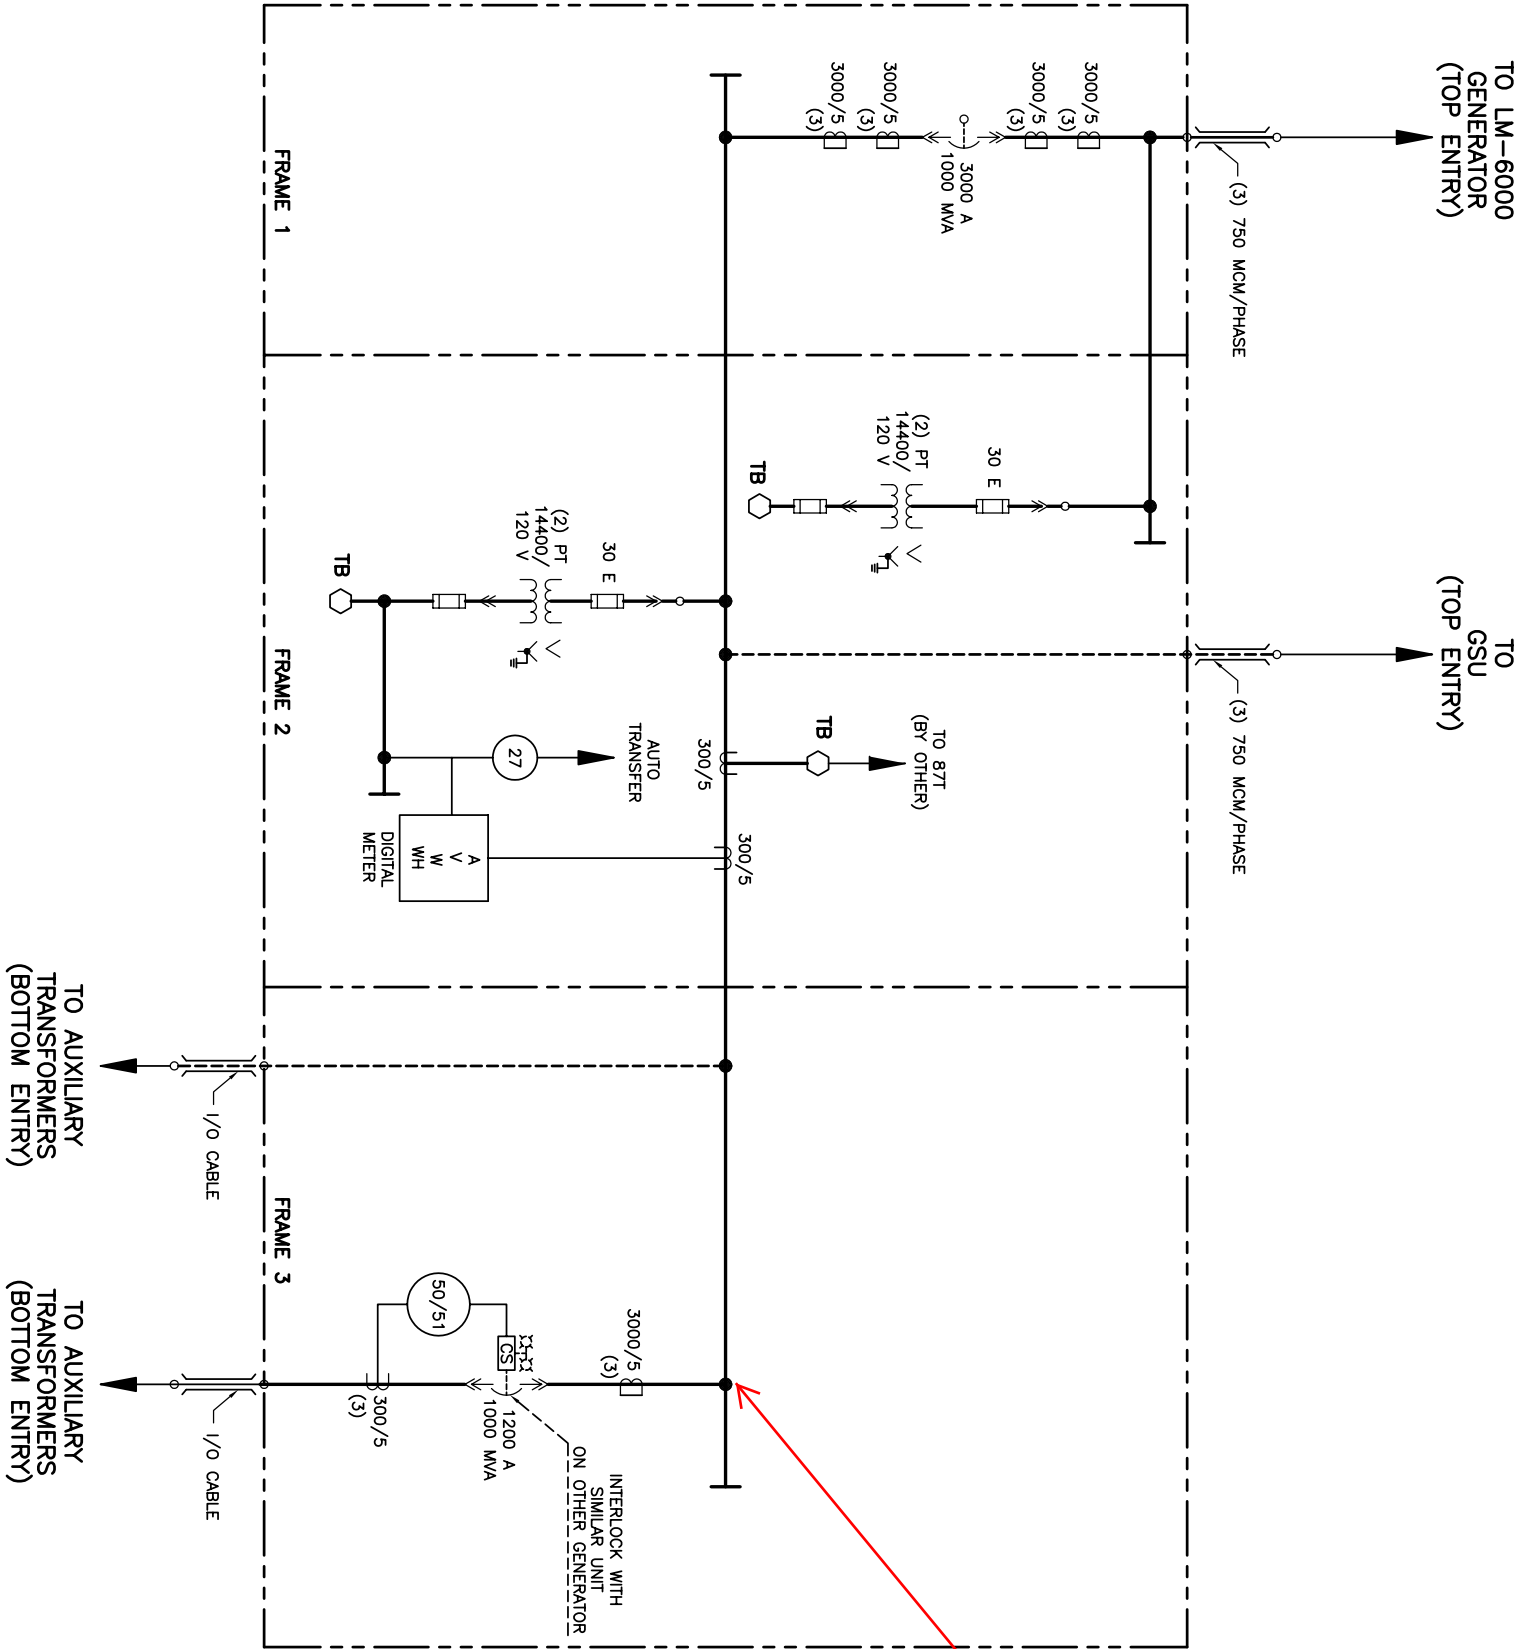 TO LM-6000
GENERATOR
(TOP ENTRY)
(3) 750 MCM/PHASE
3000/5
(3)
3000/5
(3)
3000 A
1000 MVA
3000/5
(3)
3000/5
(3)
FRAME 1
TO
GSU
(TOP ENTRY)
(3) 750 MCM/PHASE
30 E
(2) PT
14400/
120 V
TB
TO 87T
(BY OTHER)
TB
300/5
300/5
30 E
(2) PT
14400/
120 V
TB
AUTO
TRANSFER
27
A
V
W
WH
DIGITAL
METER
FRAME 2
3000/5
(3)
CS
1200 A
1000 MVA
50/51
300/5
(3)
INTERLOCK WITH
SIMILAR UNIT
ON OTHER GENERATOR
FRAME 3
I/O CABLE
TO AUXILIARY
TRANSFORMERS
(BOTTOM ENTRY)
I/O CABLE
TO AUXILIARY
TRANSFORMERS
(BOTTOM ENTRY)